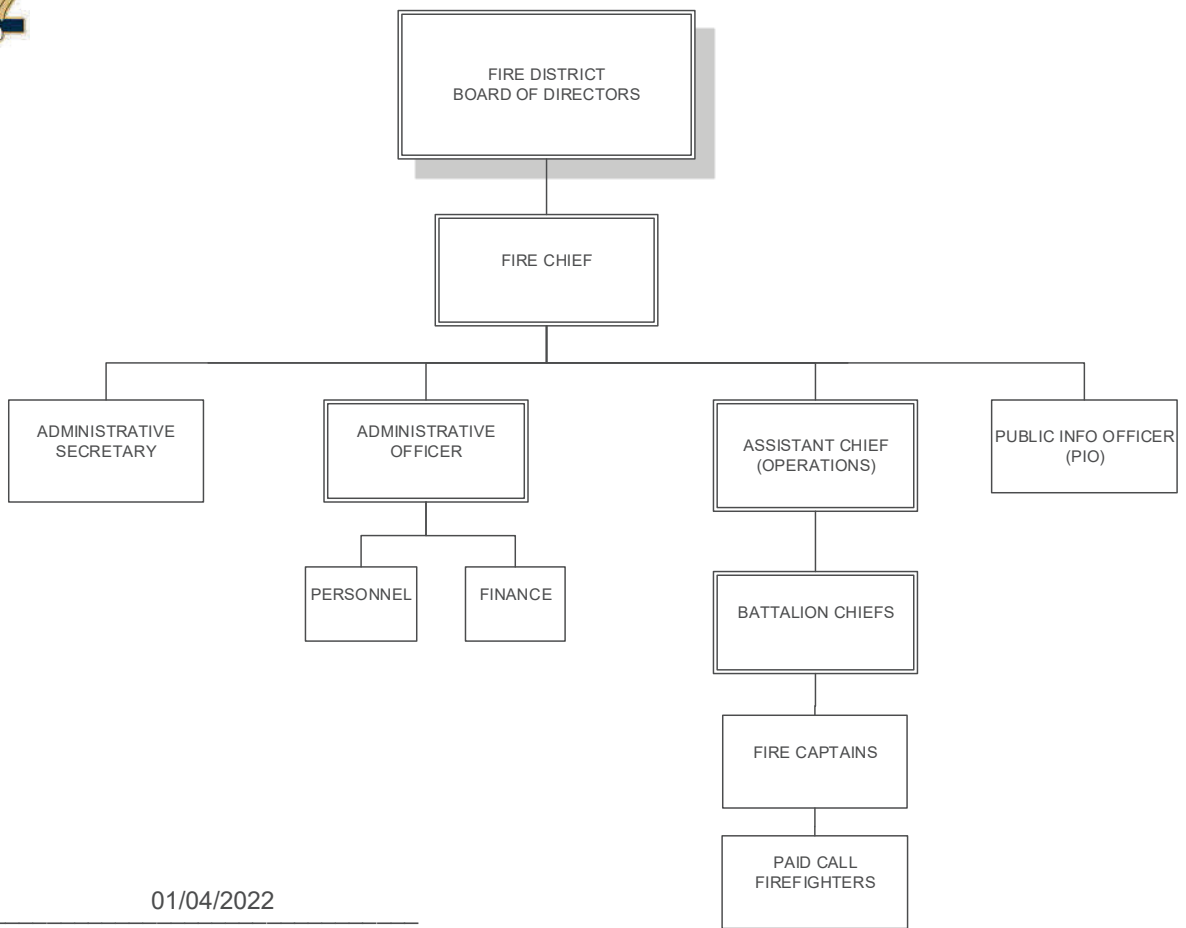 FIRE DISTRICT
BOARD OF DIRECTORS
FIRE CHIEF
ADMINISTRATIVE
SECRETARY
ADMINISTRATIVE
OFFICER
ASSISTANT CHIEF
(OPERATIONS)
PUBLIC INFO OFFICER
(PIO)
PERSONNEL
FINANCE
BATTALION CHIEFS
FIRE CAPTAINS
PAID CALL
FIREFIGHTERS
01/04/2022